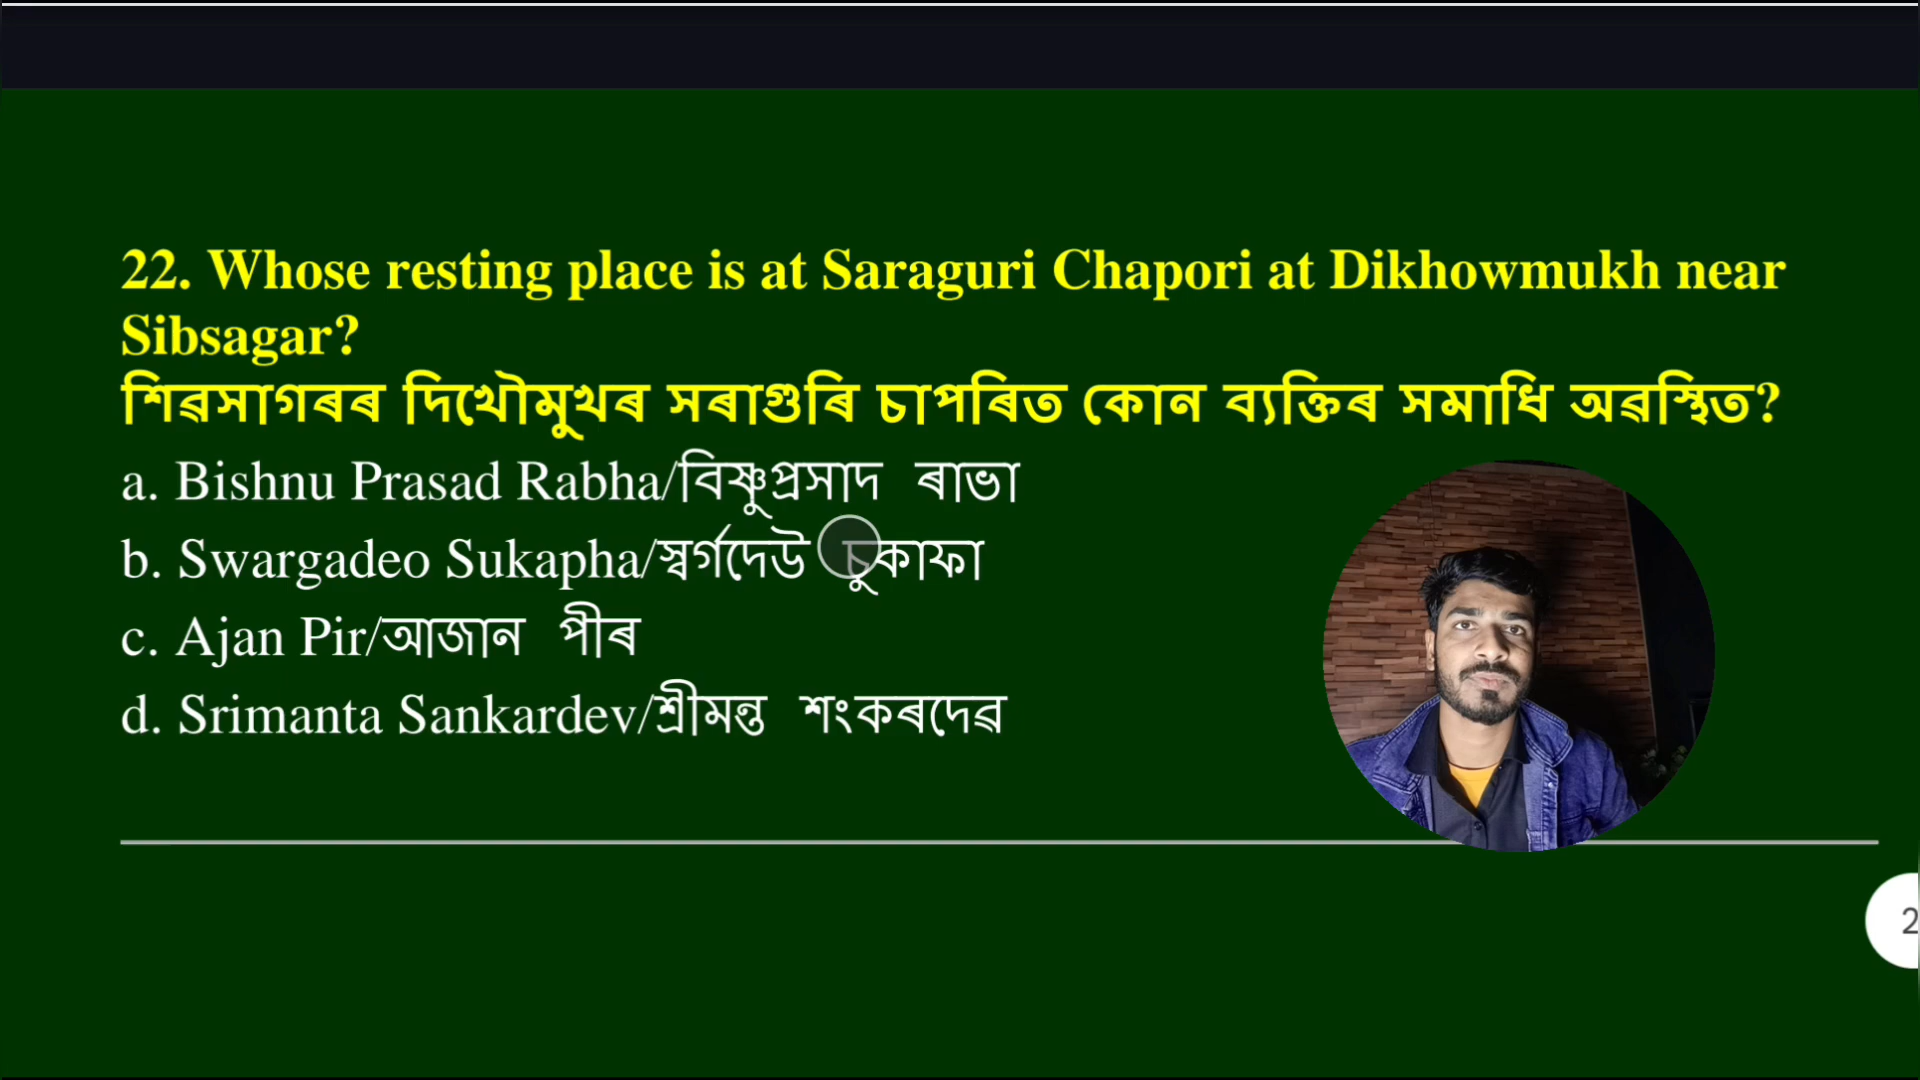 22. Whose resting place is at Saraguri Chapori at Dikhowmukh near
Sibsagar?
শিৱসাগৰৰ দিখৌমুখৰ সৰাগুৰি চাপৰিত কোন ব্যক্তিৰ সমাধি অৱস্থিত?
a. Bishnu Prasad Rabha/বিষ্ণুপ্ৰসাদ ৰাভা
b. Swargadeo Sukapha/স্বৰ্গদেউ চুকাফা
c. Ajan Pir/আজান পীৰ
d. Srimanta Sankardev/শ্ৰীমন্ত শংকৰদেৱ
2